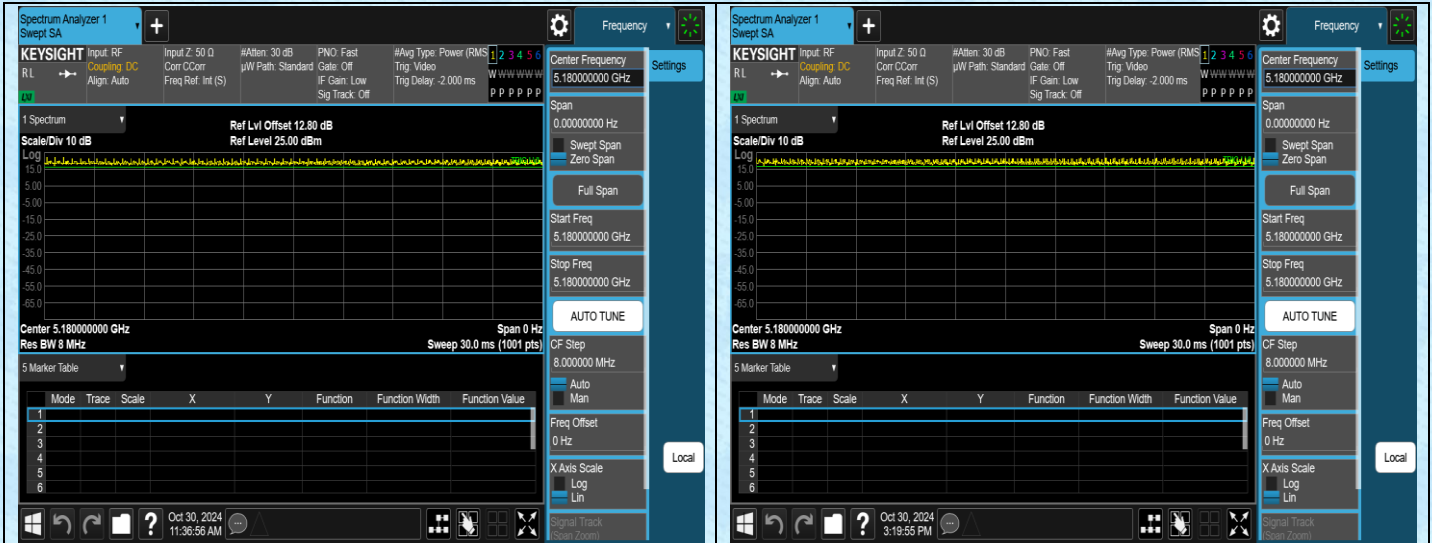 Spectrum Analyzer 1
Swept SA
+
Frequency
KEYSIGHT
RL
Input: RF
Coupling: DC
Align: Auto
Input Z: 50 Ω
Corr CCorr
Freq Ref: Int (S)
#Atten: 30 dB
µW Path: Standard
PNO: Fast
Gate: Off
IF Gain: Low
Sig Track: Off
#Avg Type: Power (RMS
Trig: Video
Trig Delay: -2.000 ms
1 2 3 4 5 6
W W W W W W
P P P P P P
LXI
1 Spectrum
Scale/Div 10 dB
Ref Lvl Offset 12.80 dB
Ref Level 25.00 dBm
Log
15.0
5.00
-5.00
-15.0
-25.0
-35.0
-45.0
-55.0
-65.0
Center 5.180000000 GHz
Res BW 8 MHz
Span 0 Hz
Sweep 30.0 ms (1001 pts)
5 Marker Table
Mode Trace Scale X Y Function Function Width Function Value
1
2
3
4
5
6
Oct 30, 2024
11:36:56 AM
Center Frequency
5.180000000 GHz
Settings
Span
0.00000000 Hz
Swept Span
Zero Span
Full Span
Start Freq
5.180000000 GHz
Stop Freq
5.180000000 GHz
AUTO TUNE
CF Step
8.000000 MHz
Auto
Man
Freq Offset
0 Hz
X Axis Scale
Log
Lin
Signal Track
(Span Zoom)
Local
Spectrum Analyzer 1
Swept SA
+
Frequency
KEYSIGHT
RL
Input: RF
Coupling: DC
Align: Auto
Input Z: 50 Ω
Corr CCorr
Freq Ref: Int (S)
#Atten: 30 dB
µW Path: Standard
PNO: Fast
Gate: Off
IF Gain: Low
Sig Track: Off
#Avg Type: Power (RMS
Trig: Video
Trig Delay: -2.000 ms
1 2 3 4 5 6
W W W W W W
P P P P P P
LXI
1 Spectrum
Scale/Div 10 dB
Ref Lvl Offset 12.80 dB
Ref Level 25.00 dBm
Log
15.0
5.00
-5.00
-15.0
-25.0
-35.0
-45.0
-55.0
-65.0
Center 5.180000000 GHz
Res BW 8 MHz
Span 0 Hz
Sweep 30.0 ms (1001 pts)
5 Marker Table
Mode Trace Scale X Y Function Function Width Function Value
1
2
3
4
5
6
Oct 30, 2024
3:19:55 PM
Center Frequency
5.180000000 GHz
Settings
Span
0.00000000 Hz
Swept Span
Zero Span
Full Span
Start Freq
5.180000000 GHz
Stop Freq
5.180000000 GHz
AUTO TUNE
CF Step
8.000000 MHz
Auto
Man
Freq Offset
0 Hz
X Axis Scale
Log
Lin
Signal Track
(Span Zoom)
Local